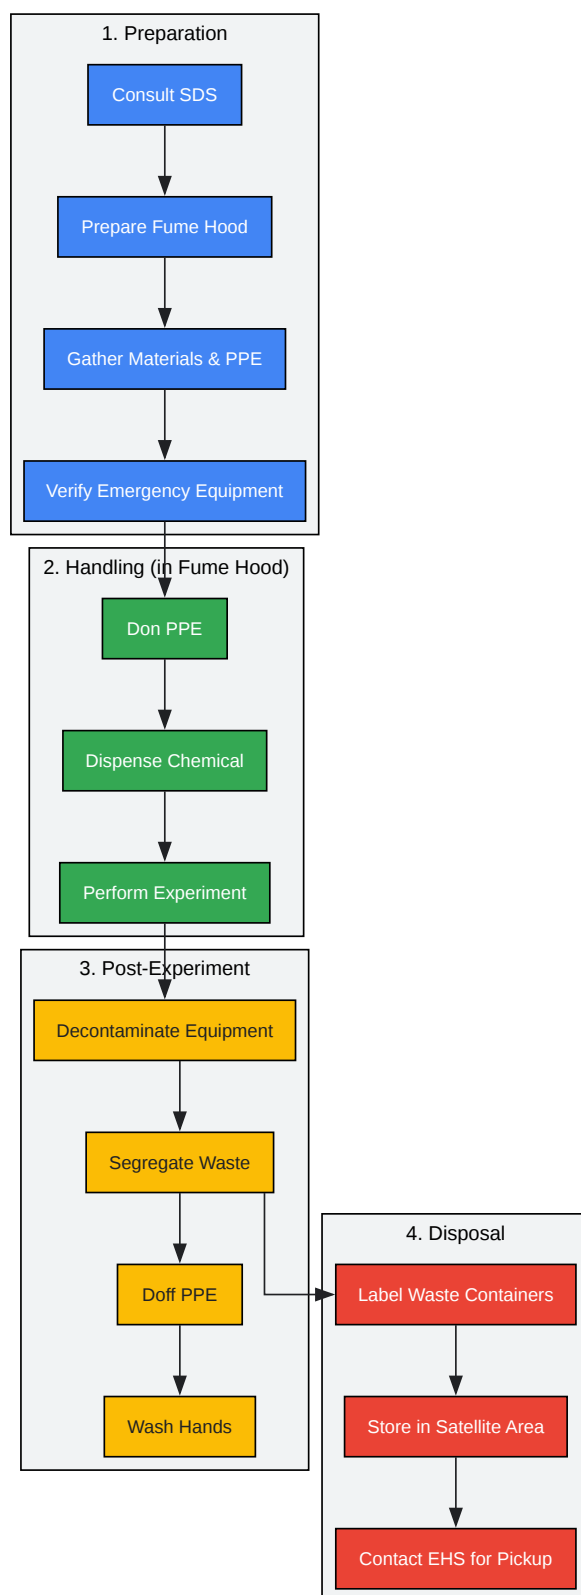 1. Preparation
Consult SDS
Prepare Fume Hood
Gather Materials & PPE
Verify Emergency Equipment
2. Handling (in Fume Hood)
Don PPE
Dispense Chemical
Perform Experiment
3. Post-Experiment
Decontaminate Equipment
Segregate Waste
Doff PPE
Wash Hands
4. Disposal
Label Waste Containers
Store in Satellite Area
Contact EHS for Pickup